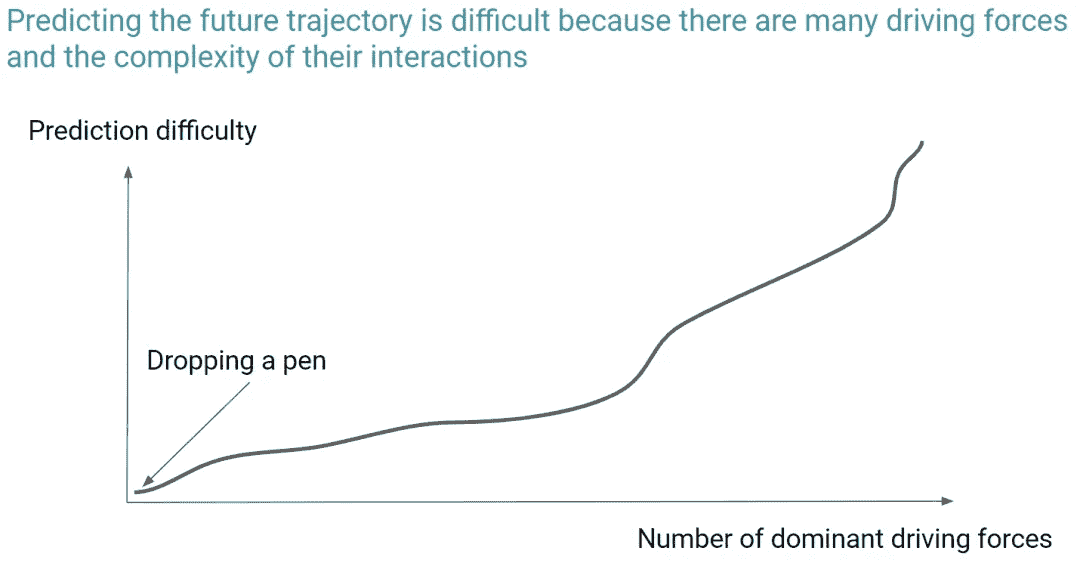 Predicting the future trajectory is difficult because there are many driving forces
and the complexity of their interactions
Prediction difficulty
Dropping a pen
Number of dominant driving forces